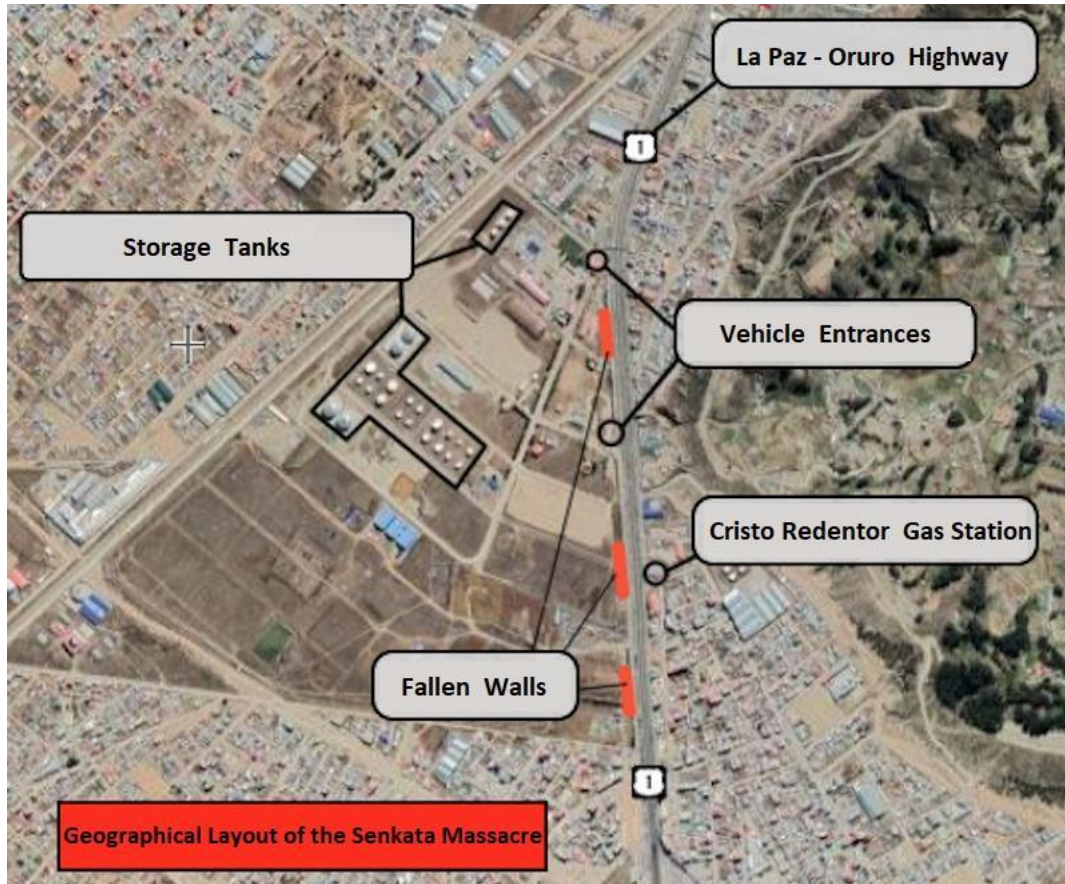 La Paz - Oruro Highway
1
Storage Tanks
Vehicle Entrances
Cristo Redentor Gas Station
Fallen Walls
1
Geographical Layout of the Senkata Massacre